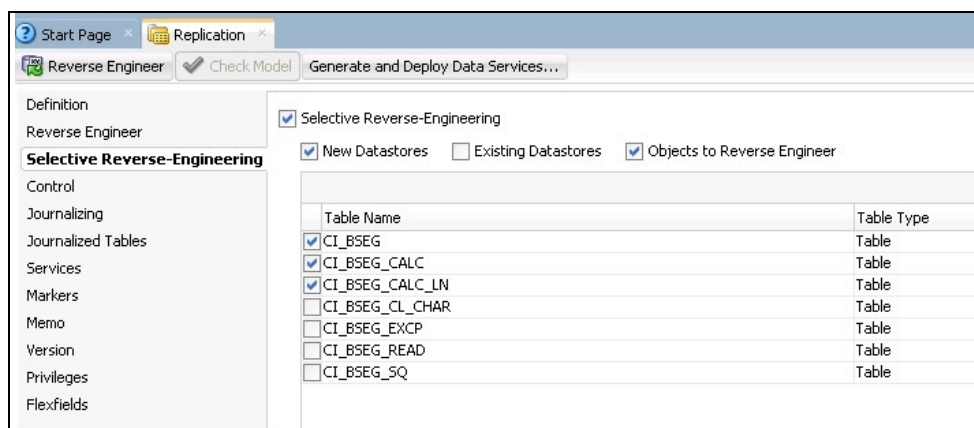 Start Page Replication
Reverse Engineer Check Model Generate and Deploy Data Services...
Definition
Reverse Engineer
Selective Reverse-Engineering
Control
Journalizing
Journalized Tables
Services
Markers
Memo
Version
Privileges
Flexfields
Selective Reverse-Engineering
New Datastores Existing Datastores Objects to Reverse Engineer
Table Name Table Type
CI_BSEG Table
CI_BSEG_CALC Table
CI_BSEG_CALC_LN Table
CI_BSEG_CL_CHAR Table
CI_BSEG_EXCP Table
CI_BSEG_READ Table
CI_BSEG_SQ Table